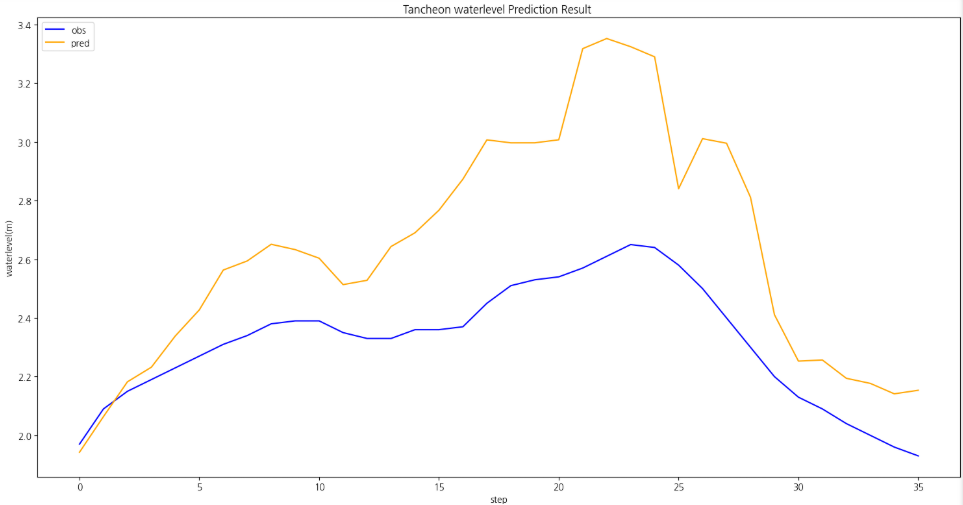 Tancheon waterlevel Prediction Result
obs
pred
3.4
3.2
3.0
2.8
2.6
2.4
2.2
2.0
waterlevel(m)
0 5 10 15 20 25 30 35
step